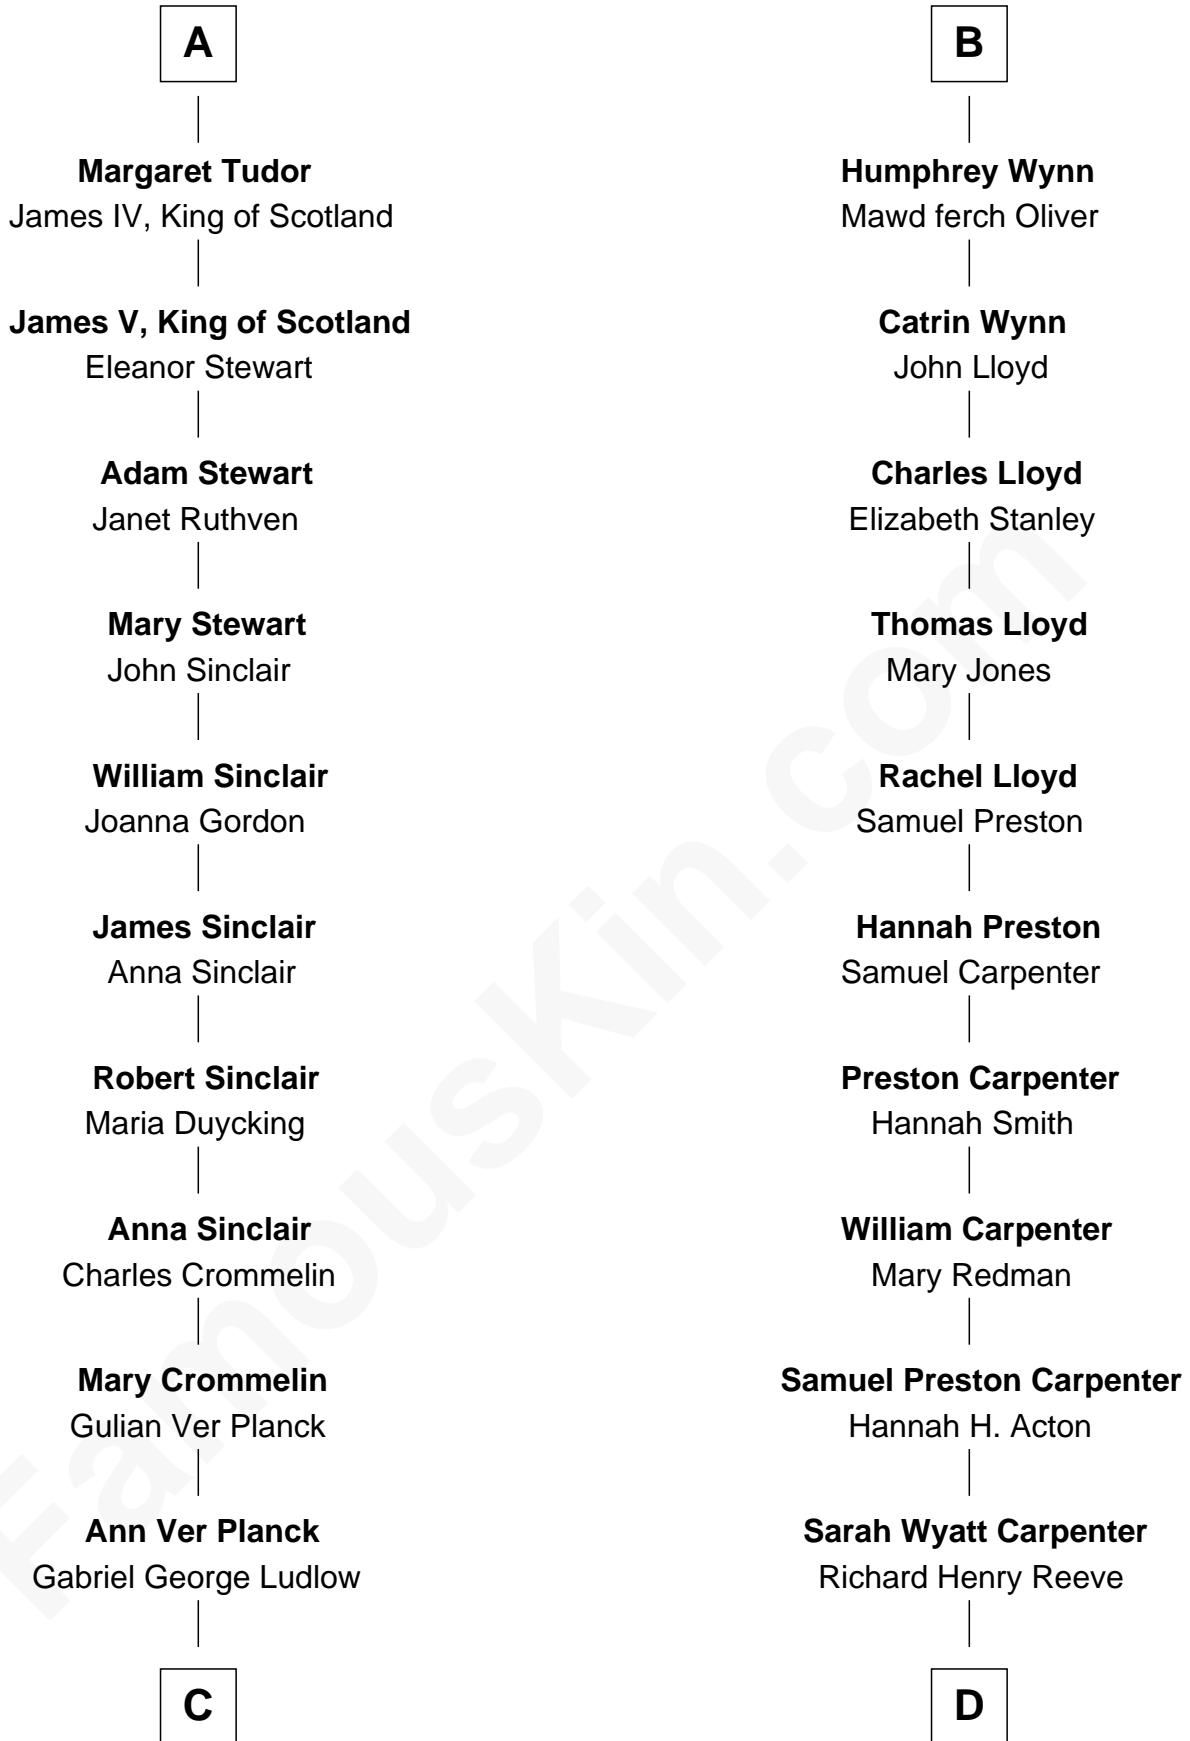 A
Margaret Tudor
James IV, King of Scotland
James V, King of Scotland
Eleanor Stewart
Adam Stewart
Janet Ruthven
Mary Stewart
John Sinclair
William Sinclair
Joanna Gordon
James Sinclair
Anna Sinclair
Robert Sinclair
Maria Duycking
Anna Sinclair
Charles Crommelin
Mary Crommelin
Gulian Ver Planck
Ann Ver Planck
Gabriel George Ludlow
C
B
Humphrey Wynn
Mawd ferch Oliver
Catrin Wynn
John Lloyd
Charles Lloyd
Elizabeth Stanley
Thomas Lloyd
Mary Jones
Rachel Lloyd
Samuel Preston
Hannah Preston
Samuel Carpenter
Preston Carpenter
Hannah Smith
William Carpenter
Mary Redman
Samuel Preston Carpenter
Hannah H. Acton
Sarah Wyatt Carpenter
Richard Henry Reeve
D
FamousKin.com